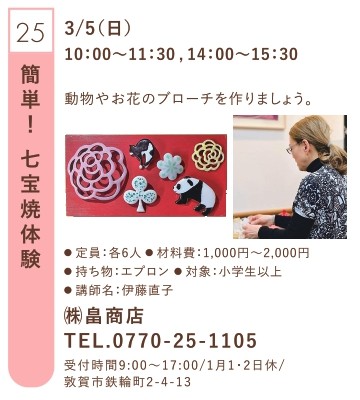 25
簡単! 七宝焼体験
3/5(日)
10:00〜11:30 , 14:00〜15:30
動物やお花のブローチを作りましょう。
●定員:各6人 ●材料費:1,000円〜2,000円
●持ち物:エプロン ●対象:小学生以上
●講師名:伊藤直子
㈱畠商店
TEL.0770-25-1105
受付時間9:00〜17:00/1月1・2日休/
敦賀市鉄輪町2-4-13